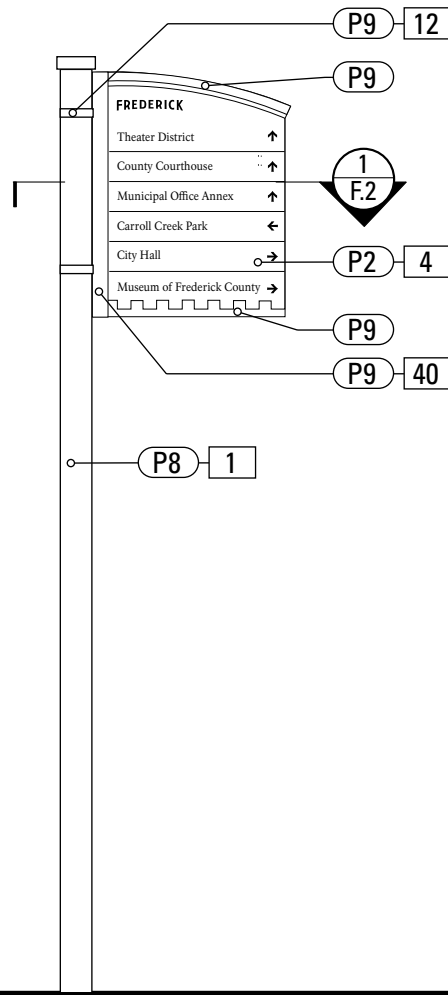 P9 12
P9
FREDERICK
Theater District ↑
County Courthouse ↑
Municipal Office Annex ↑
Carroll Creek Park ←
City Hall →
Museum of Frederick County →
1
F.2
P2 4
P9
P9 40
P8 1